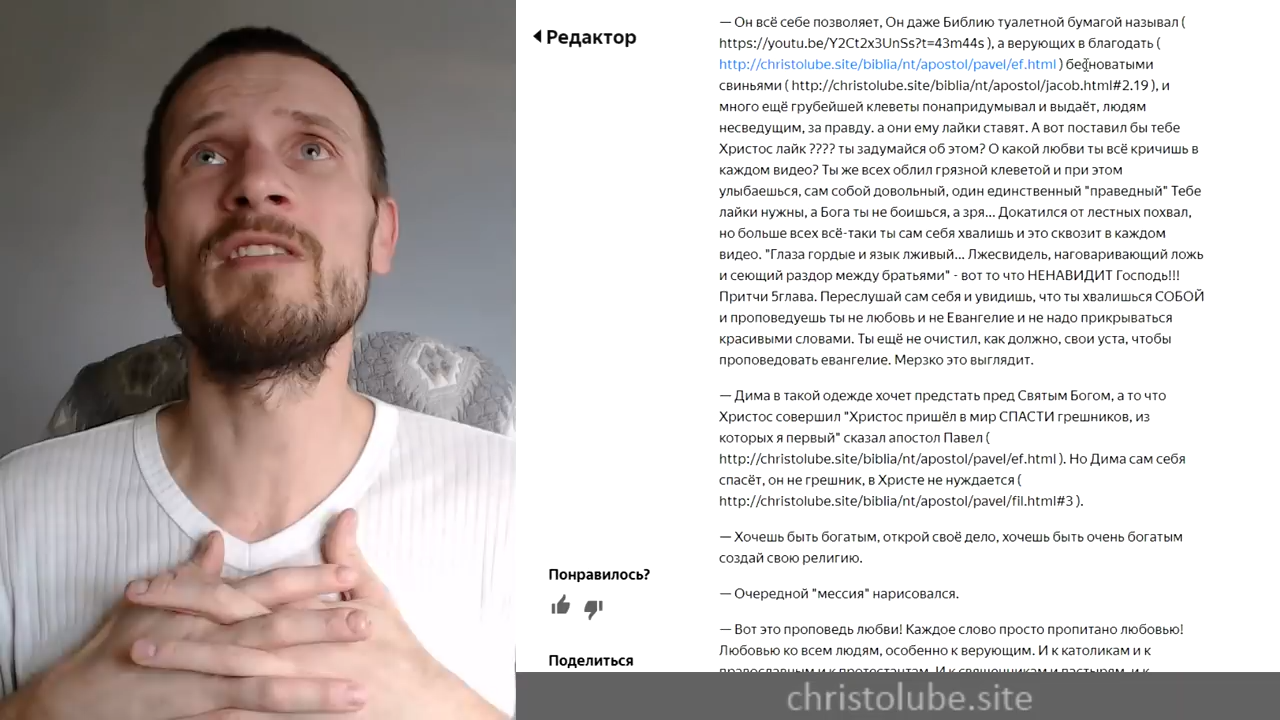 Редактор
— Он всё себе позволяет, Он даже Библию туалетной бумагой называл (
https://youtu.be/Y2Ct2x3UnSs?t=43m44s ), а верующих в благодать (
http://christolube.site/biblia/nt/apostol/pavel/ef.html ) бесноватыми
свиньями ( http://christolube.site/biblia/nt/apostol/jacob.html#2.19 ), и
много ещё грубейшей клеветы понапридумывал и выдаёт, людям
несведущим, за правду. а они ему лайки ставят. А вот поставил бы тебе
Христос лайк ???? ты задумайся об этом? О какой любви ты всё кричишь в
каждом видео? Ты же всех облил грязной клеветой и при этом
улыбаешься, сам собой довольный, один единственный "праведный" Тебе
лайки нужны, а Бога ты не боишься, а зря... Докатился от лестных похвал,
но больше всех всё-таки ты сам себя хвалишь и это сквозит в каждом
видео. "Глаза гордые и язык лживый... Лжесвидель, наговаривающий ложь
и сеющий раздор между братьями" - вот то что НЕНАВИДИТ Господь!!!
Притчи 5глава. Переслушай сам себя и увидишь, что ты хвалишься СОБОЙ
и проповедуешь ты не любовь и не Евангелие и не надо прикрываться
красивыми словами. Ты ещё не очистил, как должно, свои уста, чтобы
проповедовать евангелие. Мерзко это выглядит.
— Дима в такой одежде хочет предстать пред Святым Богом, а то что
Христос совершил "Христос пришёл в мир СПАСТИ грешников, из
которых я первый" сказал апостол Павел (
http://christolube.site/biblia/nt/apostol/pavel/ef.html ). Но Дима сам себя
спасёт, он не грешник, в Христе не нуждается (
http://christolube.site/biblia/nt/apostol/pavel/fil.html#3 ).
— Хочешь быть богатым, открой своё дело, хочешь быть очень богатым
создай свою религию.
— Очередной "мессия" нарисовался.
— Вот это проповедь любви! Каждое слово просто пропитано любовью!
Любовью ко всем людям, особенно к верующим. И к католикам и к
православным и к протестантам. И к священникам и пастырям, и к
Понравилось?
Поделиться
christolube.site